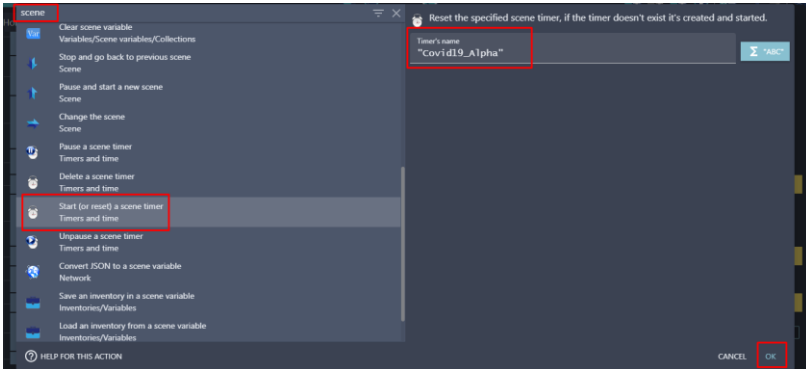 scene
Clear scene variable
Variables/Scene variables/Collections
Stop and go back to previous scene
Scene
Pause and start a new scene
Scene
Change the scene
Scene
Pause a scene timer
Timers and time
Delete a scene timer
Timers and time
Start (or reset) a scene timer
Timers and time
Unpause a scene timer
Timers and time
Convert JSON to a scene variable
Network
Save an inventory in a scene variable
Inventories/Variables
Load an inventory from a scene variable
Inventories/Variables
HELP FOR THIS ACTION
Reset the specified scene timer, if the timer doesn't exist it's created and started.
Timer's name
"Covid19_Alpha"
Σ "ABC"
CANCEL
OK